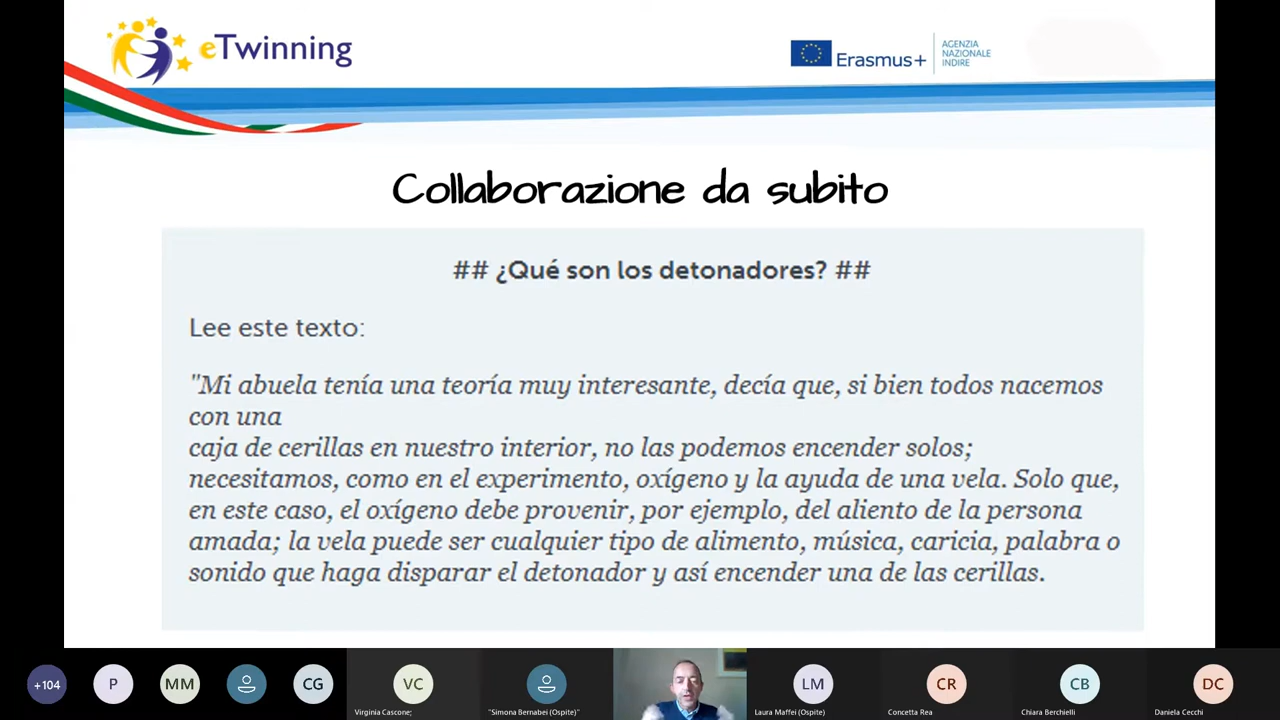 eTwinning
Erasmus+
AGENZIA
NAZIONALE
INDIRE
Collaborazione da subito
## ¿Qué son los detonadores? ##
Lee este texto:
"Mi abuela tenía una teoría muy interesante, decía que, si bien todos nacemos
con una
caja de cerillas en nuestro interior, no las podemos encender solos;
necesitamos, como en el experimento, oxígeno y la ayuda de una vela. Solo que,
en este caso, el oxígeno debe provenir, por ejemplo, del aliento de la persona
amada; la vela puede ser cualquier tipo de alimento, música, caricia, palabra o
sonido que haga disparar el detonador y así encender una de las cerillas.
+104
P
MM
CG
VC
LM
CR
CB
DC
Virginia Cascone;
"Simona Bernabei (Ospite)"
Laura Maffei (Ospite)
Concetta Rea
Chiara Berchielli
Daniela Cecchi